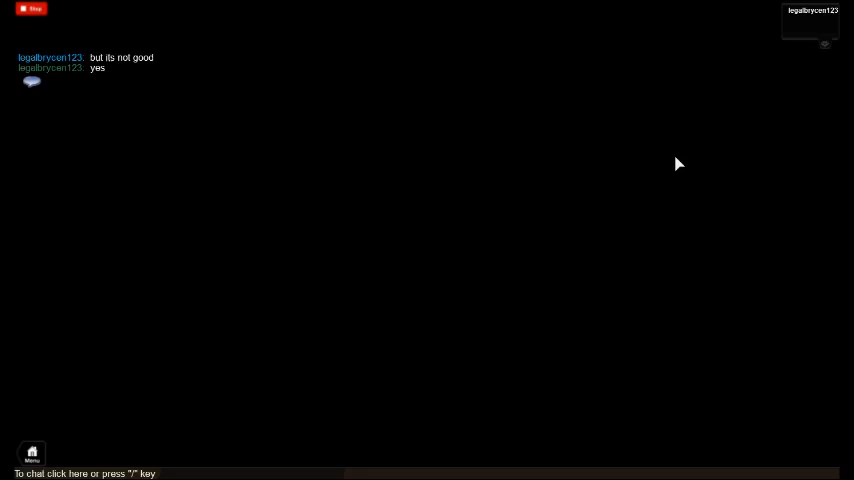 Stop
legalbrycen123
legalbrycen123: but its not good
legalbrycen123: yes
Menu
To chat click here or press "/" key